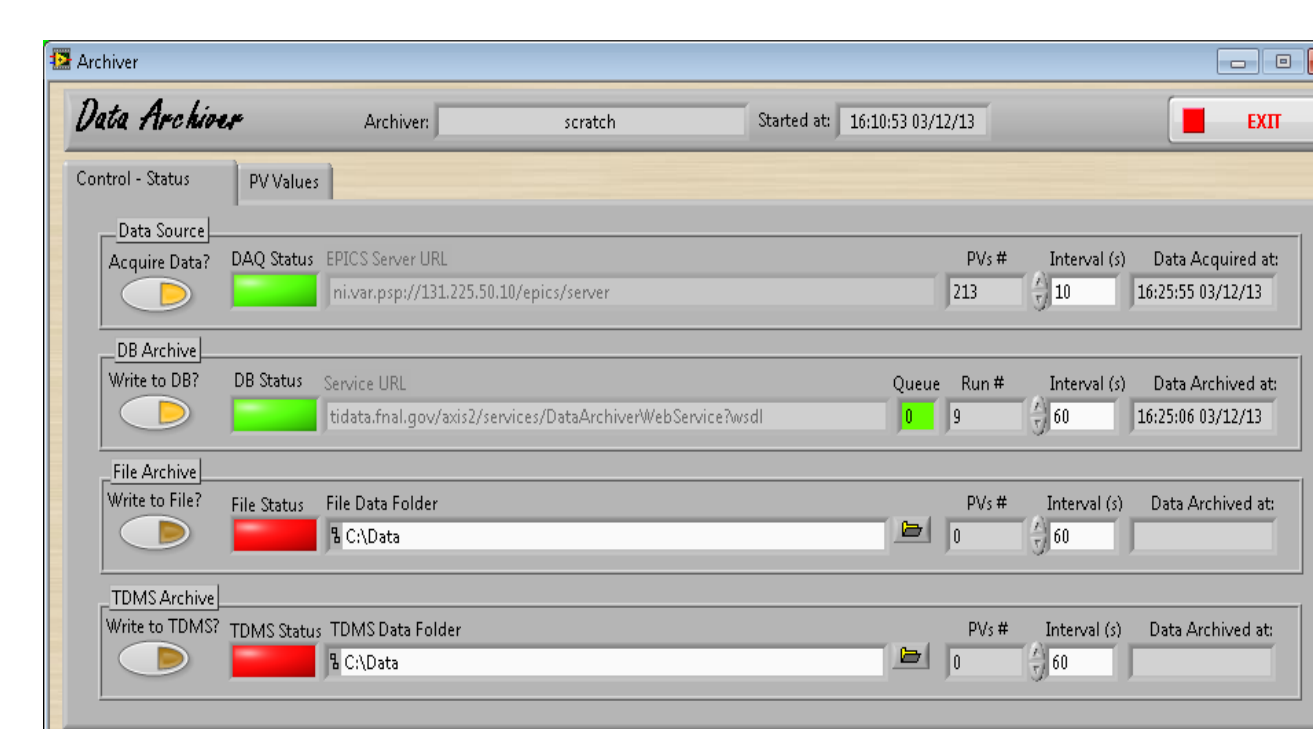 Archiver
Data Archiver Archiver: scratch Started at: 16:10:53 03/12/13 EXIT
Control - Status PV Values
Data Source
Acquire Data? DAQ Status EPICS Server URL PVs # Interval (s) Data Acquired at:
ni.var.psp://131.225.50.10/epics/server 213 10 16:25:55 03/12/13
DB Archive
Write to DB? DB Status Service URL Queue Run # Interval (s) Data Archived at:
tidata.fnal.gov/axis2/services/DataArchiverWebService?wsdl 0 9 60 16:25:06 03/12/13
File Archive
Write to File? File Status File Data Folder PVs # Interval (s) Data Archived at:
C:\Data 0 60
TDMS Archive
Write to TDMS? TDMS Status TDMS Data Folder PVs # Interval (s) Data Archived at:
C:\Data 0 60